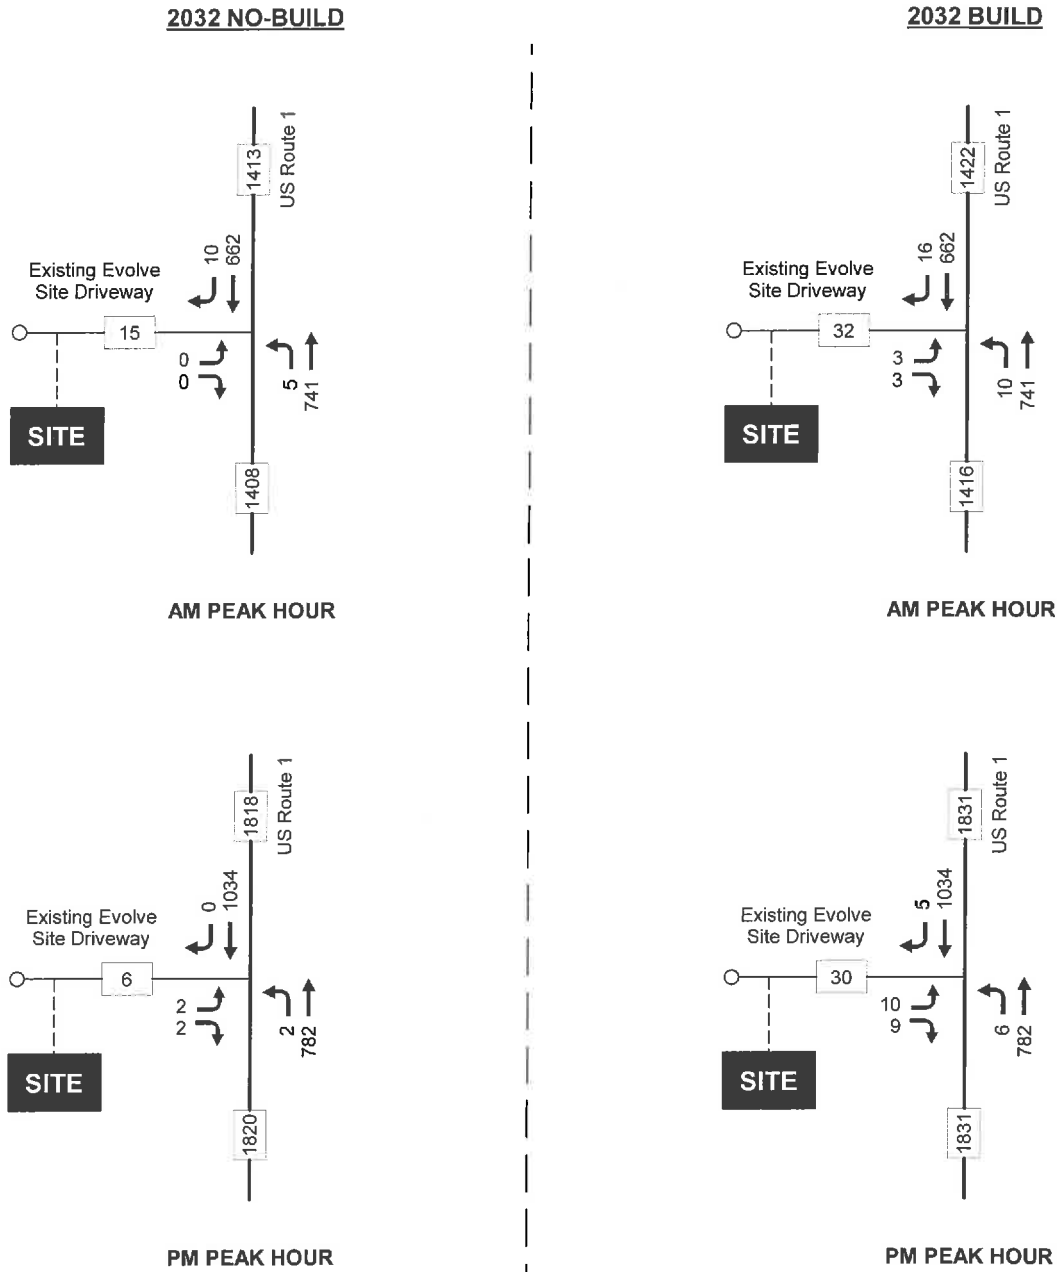 2032 NO-BUILD
2032 BUILD
1413
US Route 1
10
662
Existing Evolve
Site Driveway
15
0
0
5
741
SITE
1408
AM PEAK HOUR
1422
US Route 1
16
662
Existing Evolve
Site Driveway
32
3
3
10
741
SITE
1416
AM PEAK HOUR
1818
US Route 1
0
1034
Existing Evolve
Site Driveway
6
2
2
2
782
SITE
1820
PM PEAK HOUR
1831
US Route 1
5
1034
Existing Evolve
Site Driveway
30
10
9
6
782
SITE
1831
PM PEAK HOUR